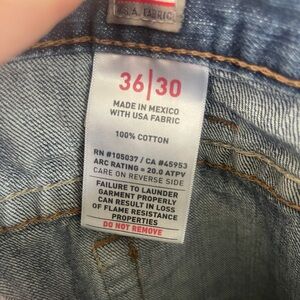 U.S.A. FABRIC
36|30
MADE IN MEXICO
WITH USA FABRIC
100% COTTON
RN #105037 / CA #45953
ARC RATING = 20.0 ATPV
CARE ON REVERSE SIDE
FAILURE TO LAUNDER
GARMENT PROPERLY
CAN RESULT IN LOSS
OF FLAME RESISTANCE
PROPERTIES
DO NOT REMOVE